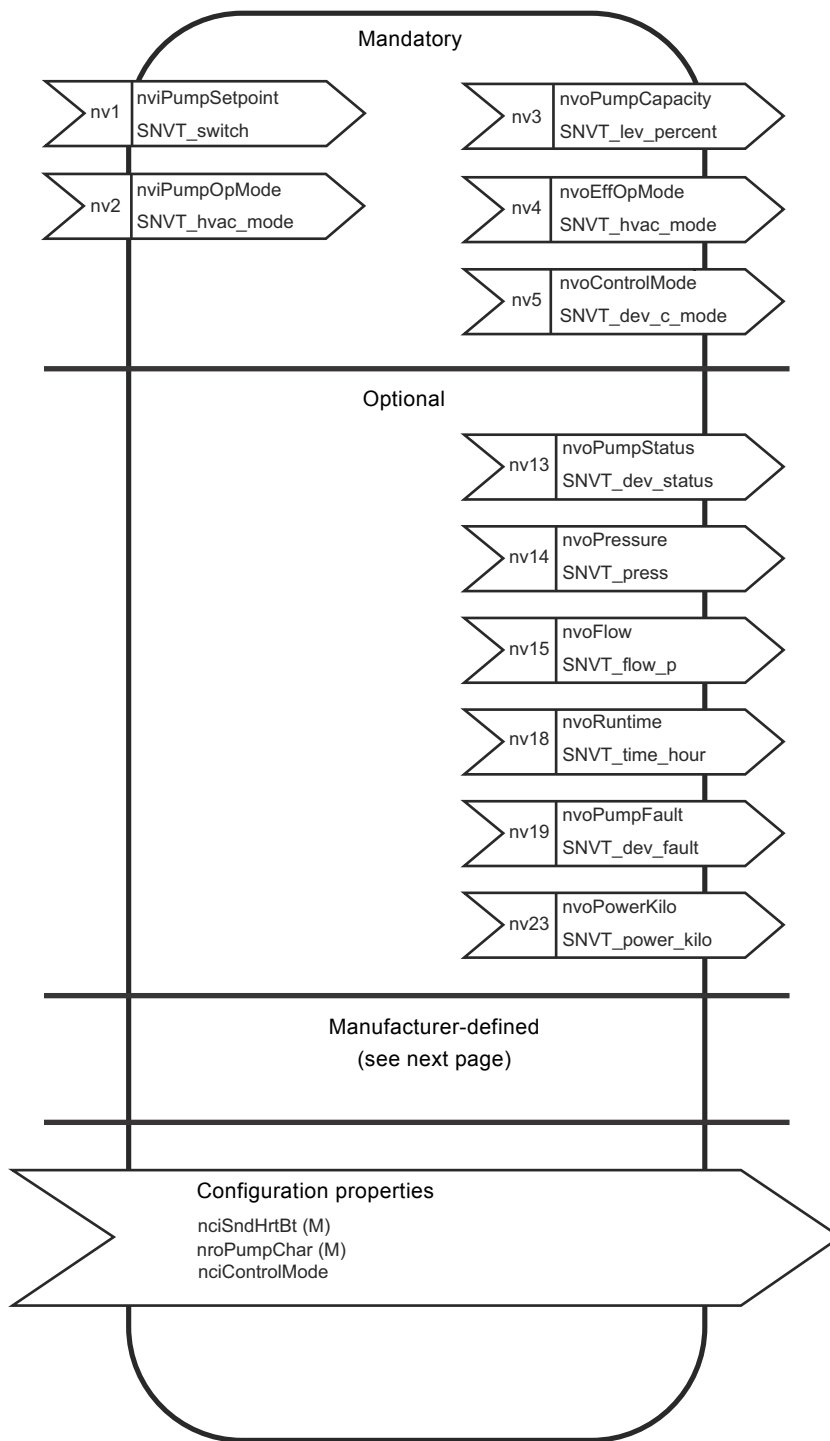 Mandatory
nv1
nviPumpSetpoint
SNVT_switch
nv2
nviPumpOpMode
SNVT_hvac_mode
nv3
nvoPumpCapacity
SNVT_lev_percent
nv4
nvoEffOpMode
SNVT_hvac_mode
nv5
nvoControlMode
SNVT_dev_c_mode
Optional
nv13
nvoPumpStatus
SNVT_dev_status
nv14
nvoPressure
SNVT_press
nv15
nvoFlow
SNVT_flow_p
nv18
nvoRuntime
SNVT_time_hour
nv19
nvoPumpFault
SNVT_dev_fault
nv23
nvoPowerKilo
SNVT_power_kilo
Manufacturer-defined
(see next page)
Configuration properties
nciSndHrtBt (M)
nroPumpChar (M)
nciControlMode